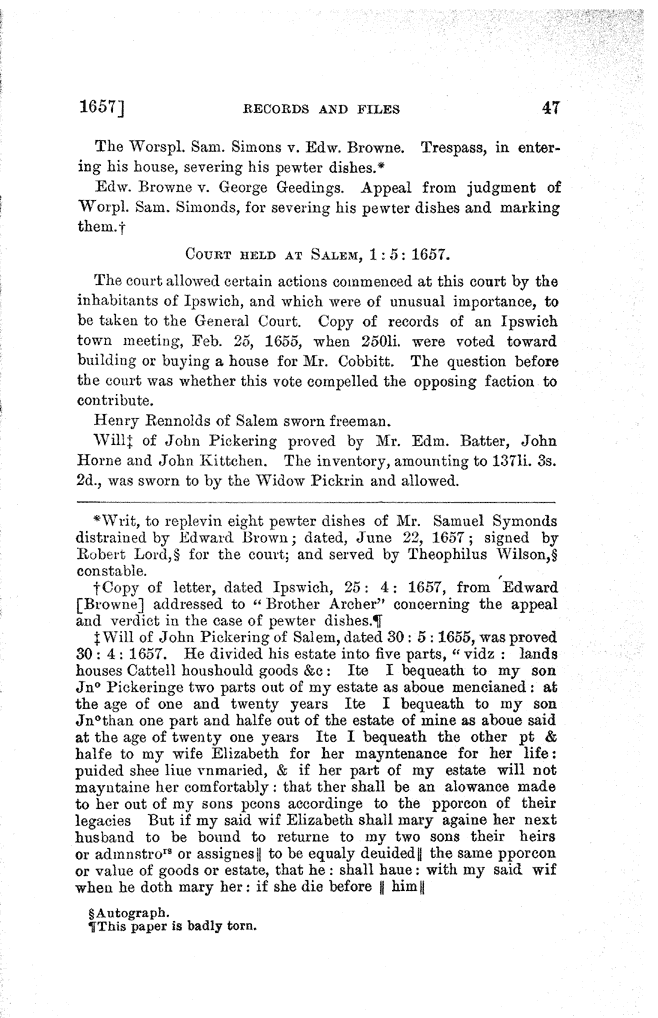 1657] RECORDS AND FILES 47
The Worspl. Sam. Simons v. Edw. Browne. Trespass, in enter-
ing his house, severing his pewter dishes.*
Edw. Browne v. George Geedings. Appeal from judgment of
Worpl. Sam. Simonds, for severing his pewter dishes and marking
them.†
COURT HELD AT SALEM, 1 : 5 : 1657.
The court allowed certain actions commenced at this court by the
inhabitants of Ipswich, and which were of unusual importance, to
be taken to the General Court. Copy of records of an Ipswich
town meeting, Feb. 25, 1655, when 250li. were voted toward
building or buying a house for Mr. Cobbitt. The question before
the court was whether this vote compelled the opposing faction to
contribute.
Henry Rennolds of Salem sworn freeman.
Will‡ of John Pickering proved by Mr. Edm. Batter, John
Horne and John Kittchen. The inventory, amounting to 137li. 3s.
2d., was sworn to by the Widow Pickrin and allowed.
*Writ, to replevin eight pewter dishes of Mr. Samuel Symonds
distrained by Edward Brown; dated, June 22, 1657; signed by
Robert Lord,§ for the court; and served by Theophilus Wilson,§
constable.
†Copy of letter, dated Ipswich, 25: 4: 1657, from Edward
[Browne] addressed to "Brother Archer" concerning the appeal
and verdict in the case of pewter dishes.¶
‡Will of John Pickering of Salem, dated 30 : 5 : 1655, was proved
30 : 4 : 1657. He divided his estate into five parts, "vidz : lands
houses Cattell houshould goods &c : Ite I bequeath to my son
Jnº Pickeringe two parts out of my estate as aboue mencianed : at
the age of one and twenty years Ite I bequeath to my son
Jnºthan one part and halfe out of the estate of mine as aboue said
at the age of twenty one years Ite I bequeath the other pt &
halfe to my wife Elizabeth for her mayntenance for her life :
puided shee liue vnmaried, & if her part of my estate will not
mayntaine her comfortably : that ther shall be an alowance made
to her out of my sons pcons accordinge to the pporcon of their
legacies But if my said wif Elizabeth shall mary againe her next
husband to be bound to returne to my two sons their heirs
or admnstroʳˢ or assignes‖ to be equaly deuided‖ the same pporcon
or value of goods or estate, that he : shall haue : with my said wif
when he doth mary her : if she die before ‖ him‖
§Autograph.
¶This paper is badly torn.